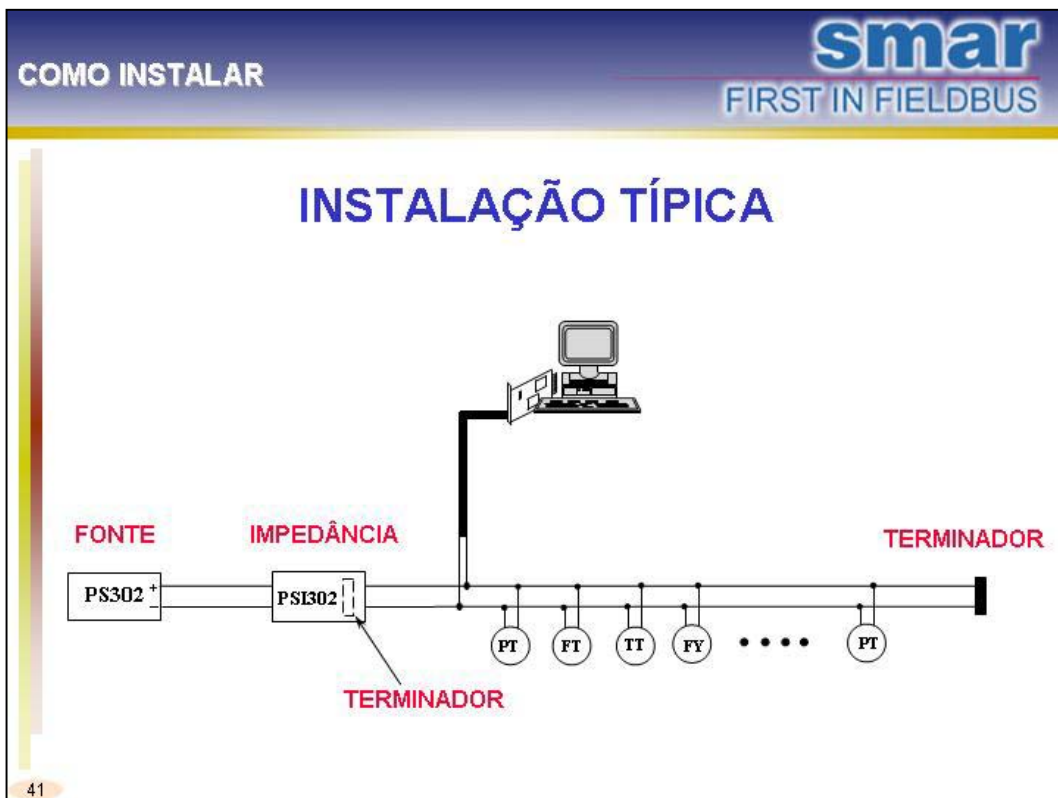 COMO INSTALAR
smar
FIRST IN FIELDBUS
INSTALAÇÃO TÍPICA
FONTE
IMPEDÂNCIA
TERMINADOR
PS302 + –
PSI302
PT
FT
TT
FY
PT
TERMINADOR
41